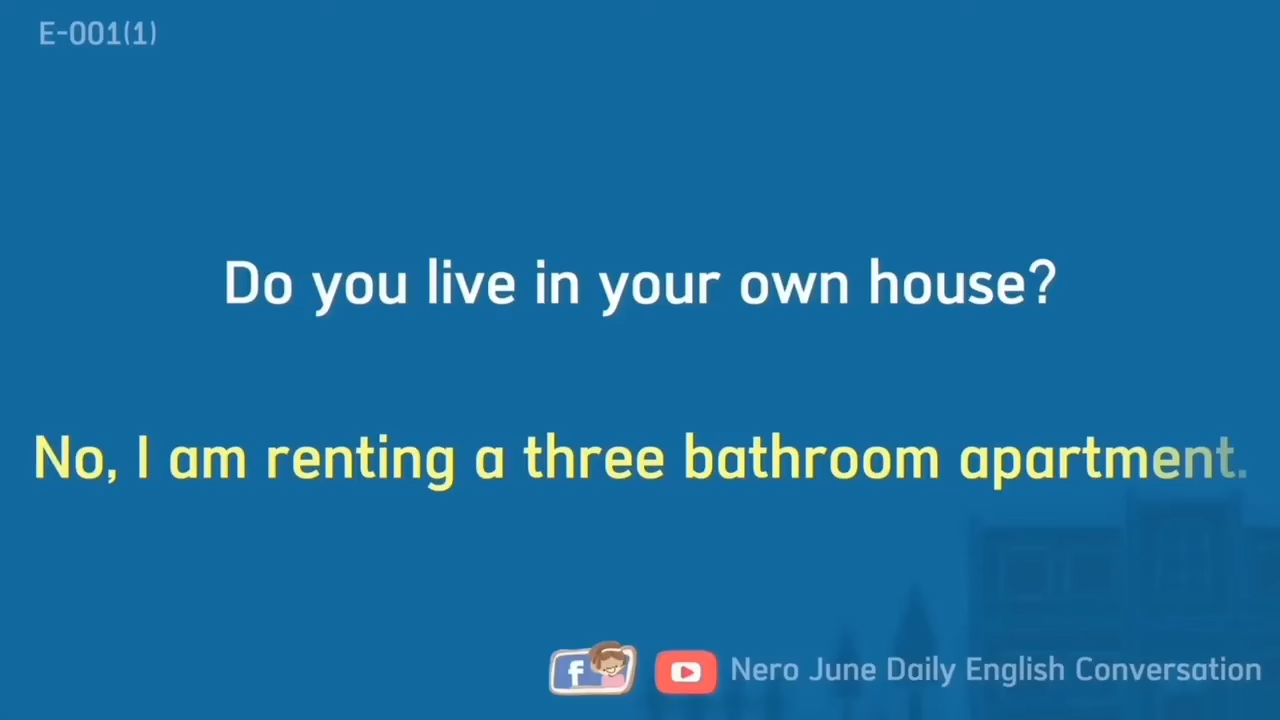 E-001(1)
Do you live in your own house?
No, I am renting a three bathroom apartment.
f
Nero June Daily English Conversation